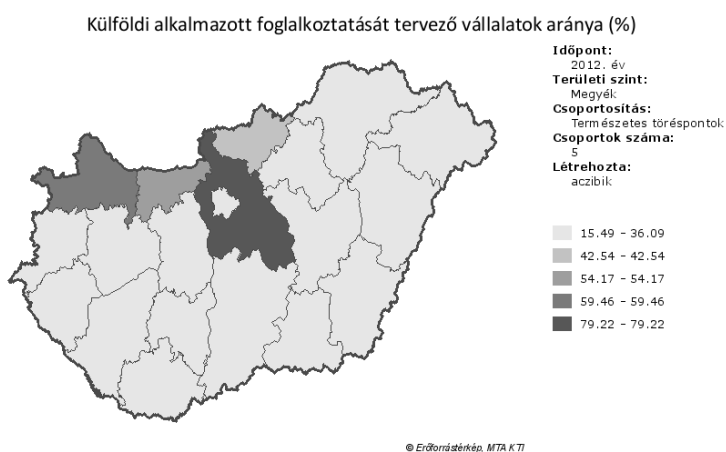 Külföldi alkalmazott foglalkoztatását tervező vállalatok aránya (%)
Időpont:
2012. év
Területi szint:
Megyék
Csoportosítás:
Természetes töréspontok
Csoportok száma:
5
Létrehozta:
aczibik
15.49 - 36.09
42.54 - 42.54
54.17 - 54.17
59.46 - 59.46
79.22 - 79.22
© Erőforrástérkép, MTA KTI